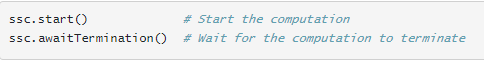 ssc.start()             # Start the computation
ssc.awaitTermination()  # Wait for the computation to terminate